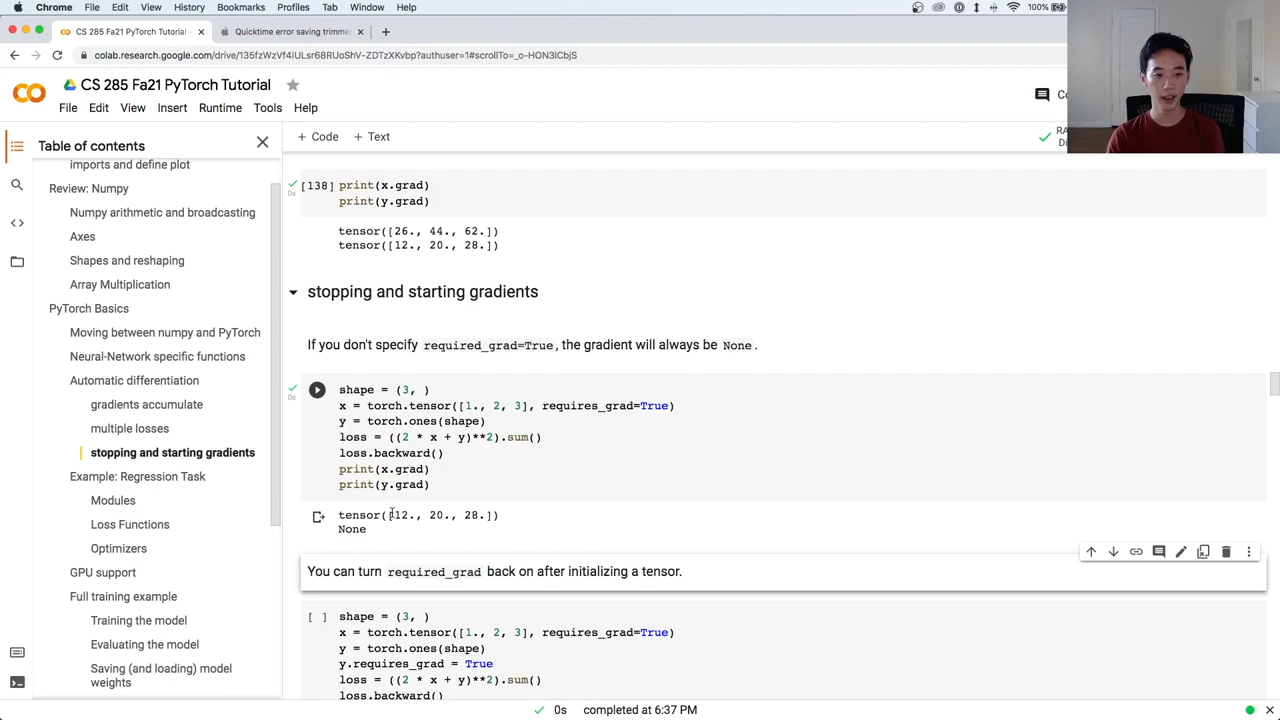 Chrome File Edit View History Bookmarks Profiles Tab Window Help 100%
CS 285 Fa21 PyTorch Tutorial - Quicktime error saving trimme
colab.research.google.com/drive/135fzWzVf4IULsr68RUoShV-ZDTzXKvbp?authuser=1#scrollTo=_o-HON3lCbjS
CS 285 Fa21 PyTorch Tutorial
File Edit View Insert Runtime Tools Help
+ Code + Text
Table of contents
imports and define plot
Review: Numpy
Numpy arithmetic and broadcasting
Axes
Shapes and reshaping
Array Multiplication
PyTorch Basics
Moving between numpy and PyTorch
Neural-Network specific functions
Automatic differentiation
gradients accumulate
multiple losses
stopping and starting gradients
Example: Regression Task
Modules
Loss Functions
Optimizers
GPU support
Full training example
Training the model
Evaluating the model
Saving (and loading) model
weights
[138] print(x.grad)
0s
print(y.grad)
tensor([26., 44., 62.])
tensor([12., 20., 28.])
stopping and starting gradients
If you don't specify required_grad=True, the gradient will always be None.
shape = (3, )
0s
x = torch.tensor([1., 2, 3], requires_grad=True)
y = torch.ones(shape)
loss = ((2 * x + y)**2).sum()
loss.backward()
print(x.grad)
print(y.grad)
tensor([12., 20., 28.])
None
You can turn required_grad back on after initializing a tensor.
[ ] shape = (3, )
x = torch.tensor([1., 2, 3], requires_grad=True)
y = torch.ones(shape)
y.requires_grad = True
loss = ((2 * x + y)**2).sum()
loss.backward()
0s completed at 6:37 PM